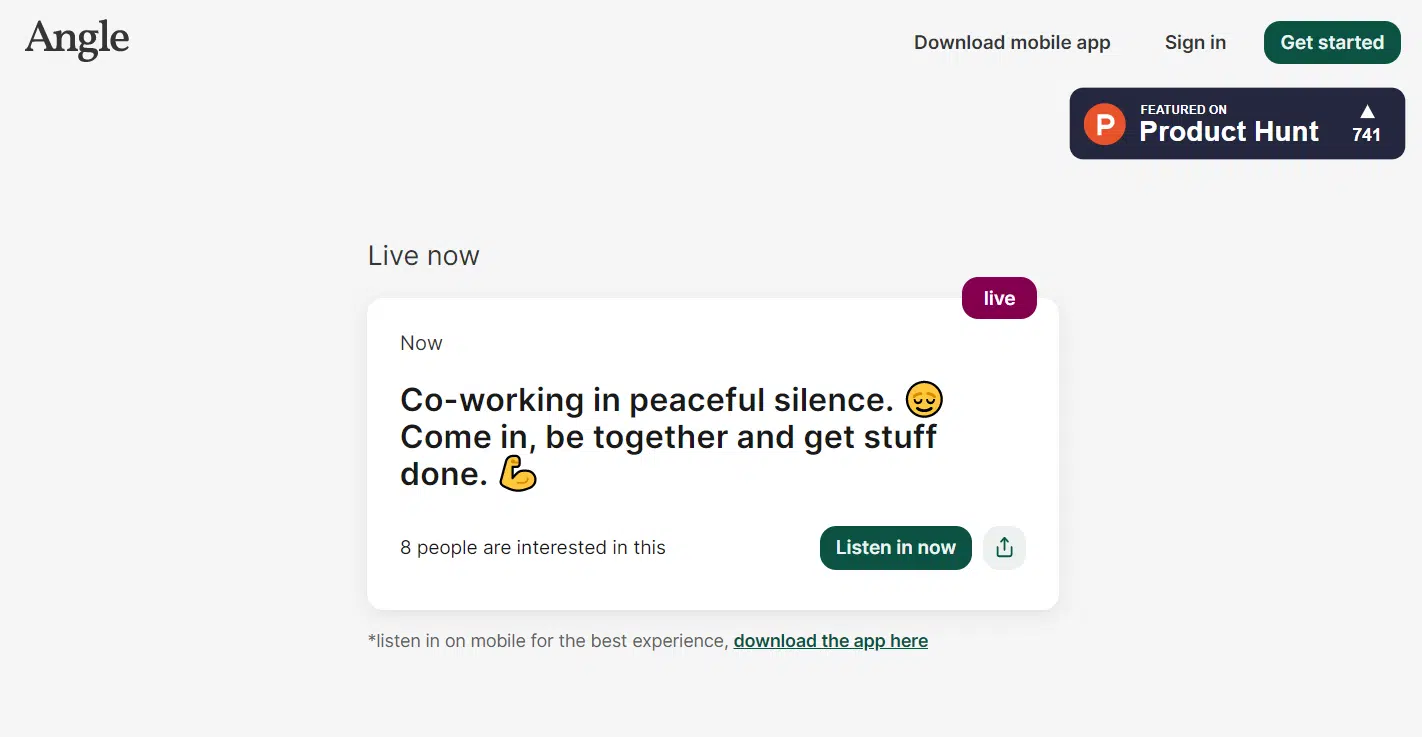 Angle
Download mobile app
Sign in
Get started
FEATURED ON
P
Product Hunt
▲
741
Live now
live
Now
Co-working in peaceful silence. 😌
Come in, be together and get stuff
done. 💪
8 people are interested in this
Listen in now
*listen in on mobile for the best experience, download the app here